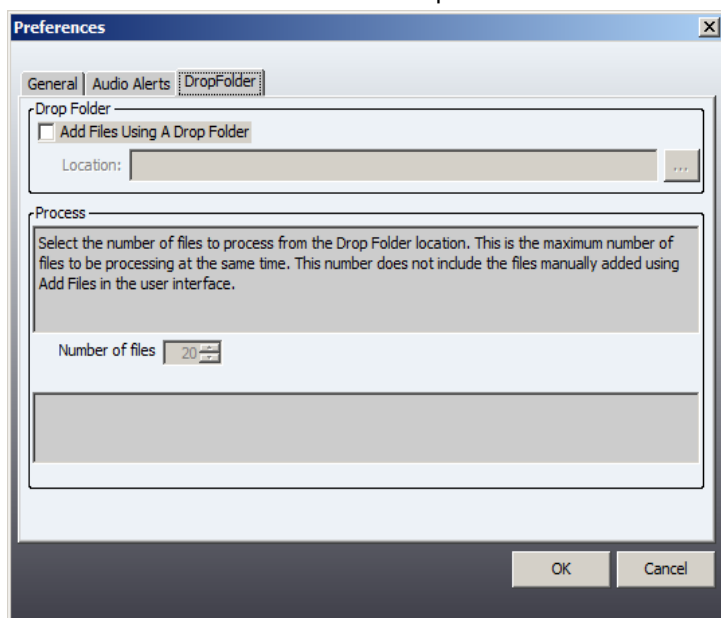 Preferences
General
Audio Alerts
DropFolder
Drop Folder
Add Files Using A Drop Folder
Location:
...
Process
Select the number of files to process from the Drop Folder location. This is the maximum number of
files to be processing at the same time. This number does not include the files manually added using
Add Files in the user interface.
Number of files 20
OK
Cancel